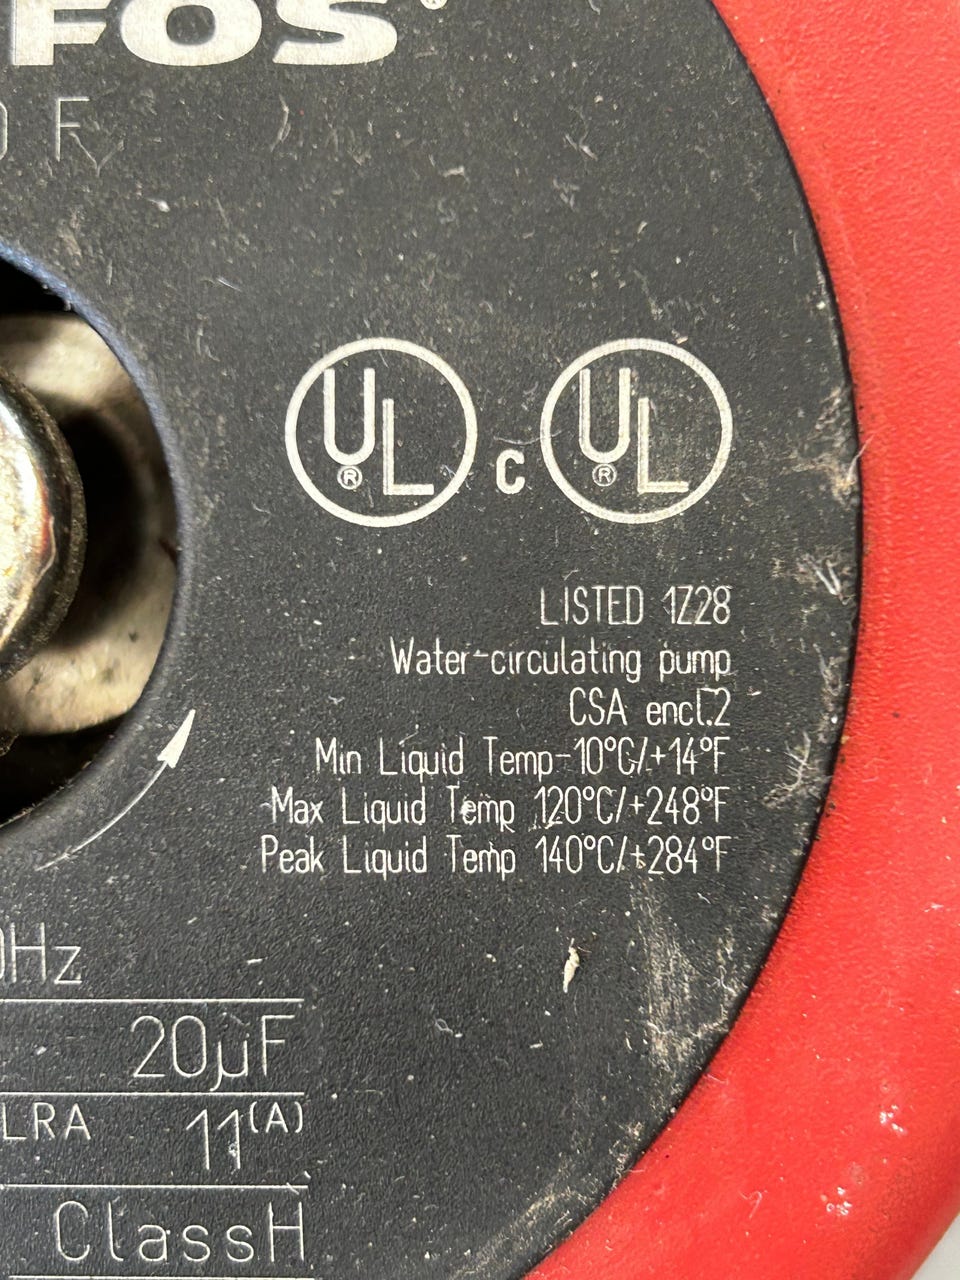 FOS®
F
UL® C UL®
LISTED 1Z28
Water-circulating pump
CSA encl.2
Min Liquid Temp-10°C/+14°F
Max Liquid Temp 120°C/+248°F
Peak Liquid Temp 140°C/+284°F
0Hz
20µF
LRA 11(A)
ClassH